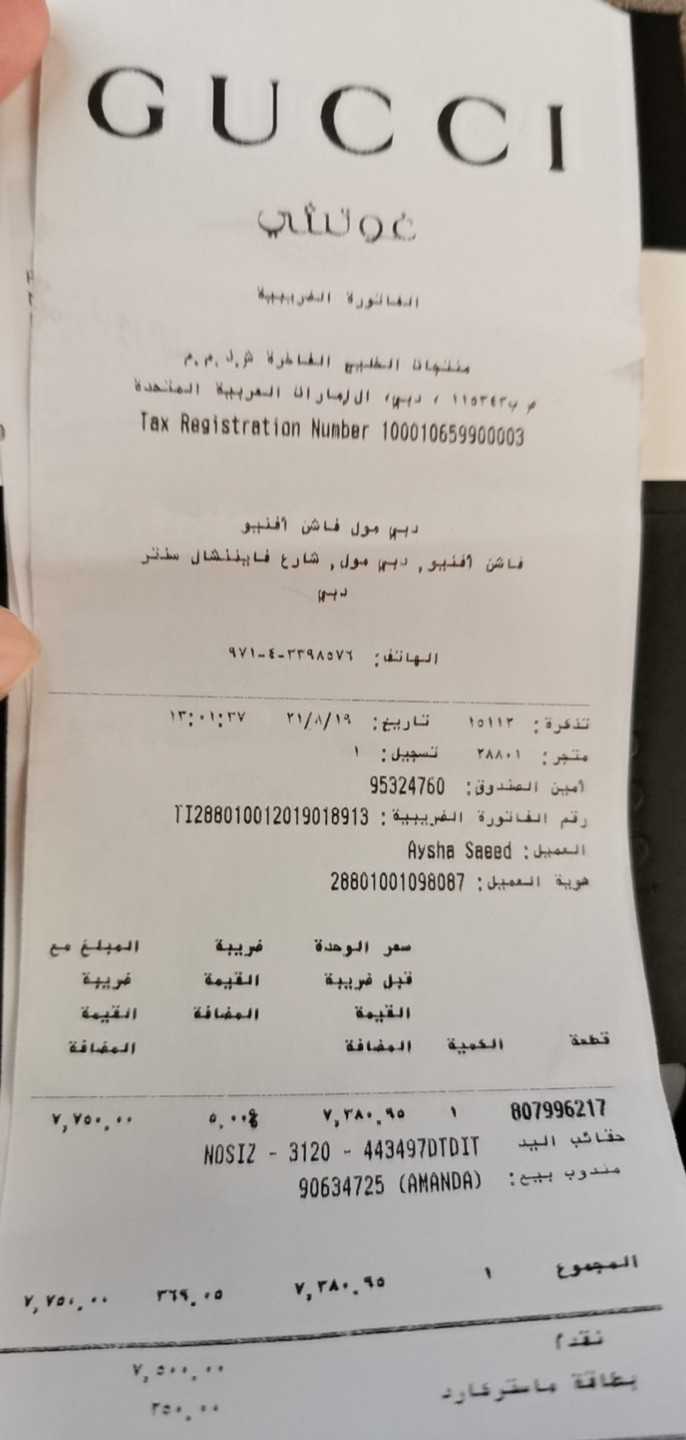 GUCCI
غوتشي
الفاتورة الضريبية
منتوجات الخليج الفاخرة ش.ذ.م.م
ص ب١١٥٣٤٣ ، دبي، الإمارات العربية المتحدة
Tax Registration Number 100010659900003
دبي مول فاشن أفنيو
فاشن أفنيو, دبي مول, شارع فايننشال سنتر
دبي
الهاتف: ٩٧١-٤-٣٣٩٨٥٧٦
تذكرة: ١٥١١٣ تاريخ: ٢١/٨/١٩ ١٣:٠١:٣٧
متجر: ٢٨٨٠١ تسجيل: ١
أمين الصندوق: 95324760
رقم الفاتورة الضريبية: TI288010012019018913
العميل: Aysha Saeed
هوية العميل: 28801001098087
سعر الوحدة ضريبة المبلغ مع
قبل ضريبة القيمة ضريبة
القيمة المضافة القيمة
قطعة الكمية المضافة المضافة
807996217 ١ ٧,٣٨٠.٩٥ ٥.٠٠% ٧,٧٥٠.٠٠
حقائب اليد NOSIZ - 3120 - 443497DTDIT
مندوب بيع: 90634725 (AMANDA)
المجموع ١ ٧,٣٨٠.٩٥ ٣٦٩.٠٥ ٧,٧٥٠.٠٠
نقدا ٧,٥٠٠.٠٠
بطاقة ماستركارد ٢٥٠.٠٠